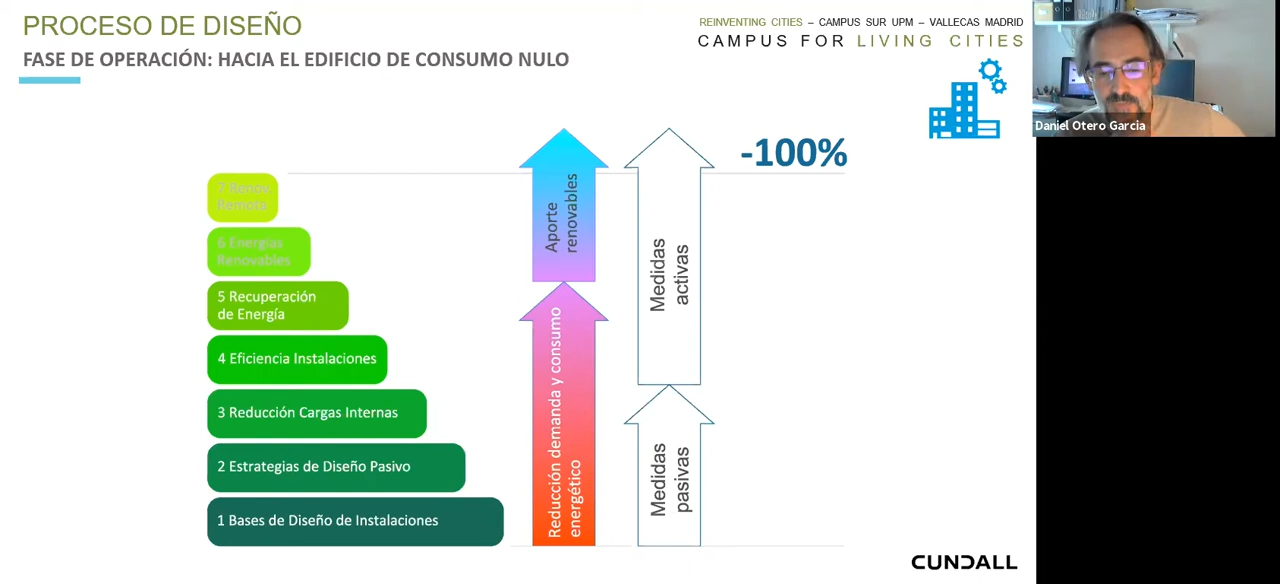 PROCESO DE DISEÑO
FASE DE OPERACIÓN: HACIA EL EDIFICIO DE CONSUMO NULO
REINVENTING CITIES – CAMPUS SUR UPM – VALLECAS MADRID
CAMPUS FOR LIVING CITIES
Daniel Otero Garcia
-100%
7 Renov
Remota
6 Energías
Renovables
5 Recuperación
de Energía
4 Eficiencia Instalaciones
3 Reducción Cargas Internas
2 Estrategias de Diseño Pasivo
1 Bases de Diseño de Instalaciones
Aporte
renovables
Reducción demanda y consumo
energético
Medidas
activas
Medidas
pasivas
CUNDALL